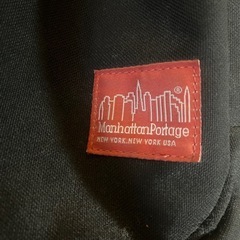 ®
ManhattanPortage
NEW YORK, NEW YORK USA